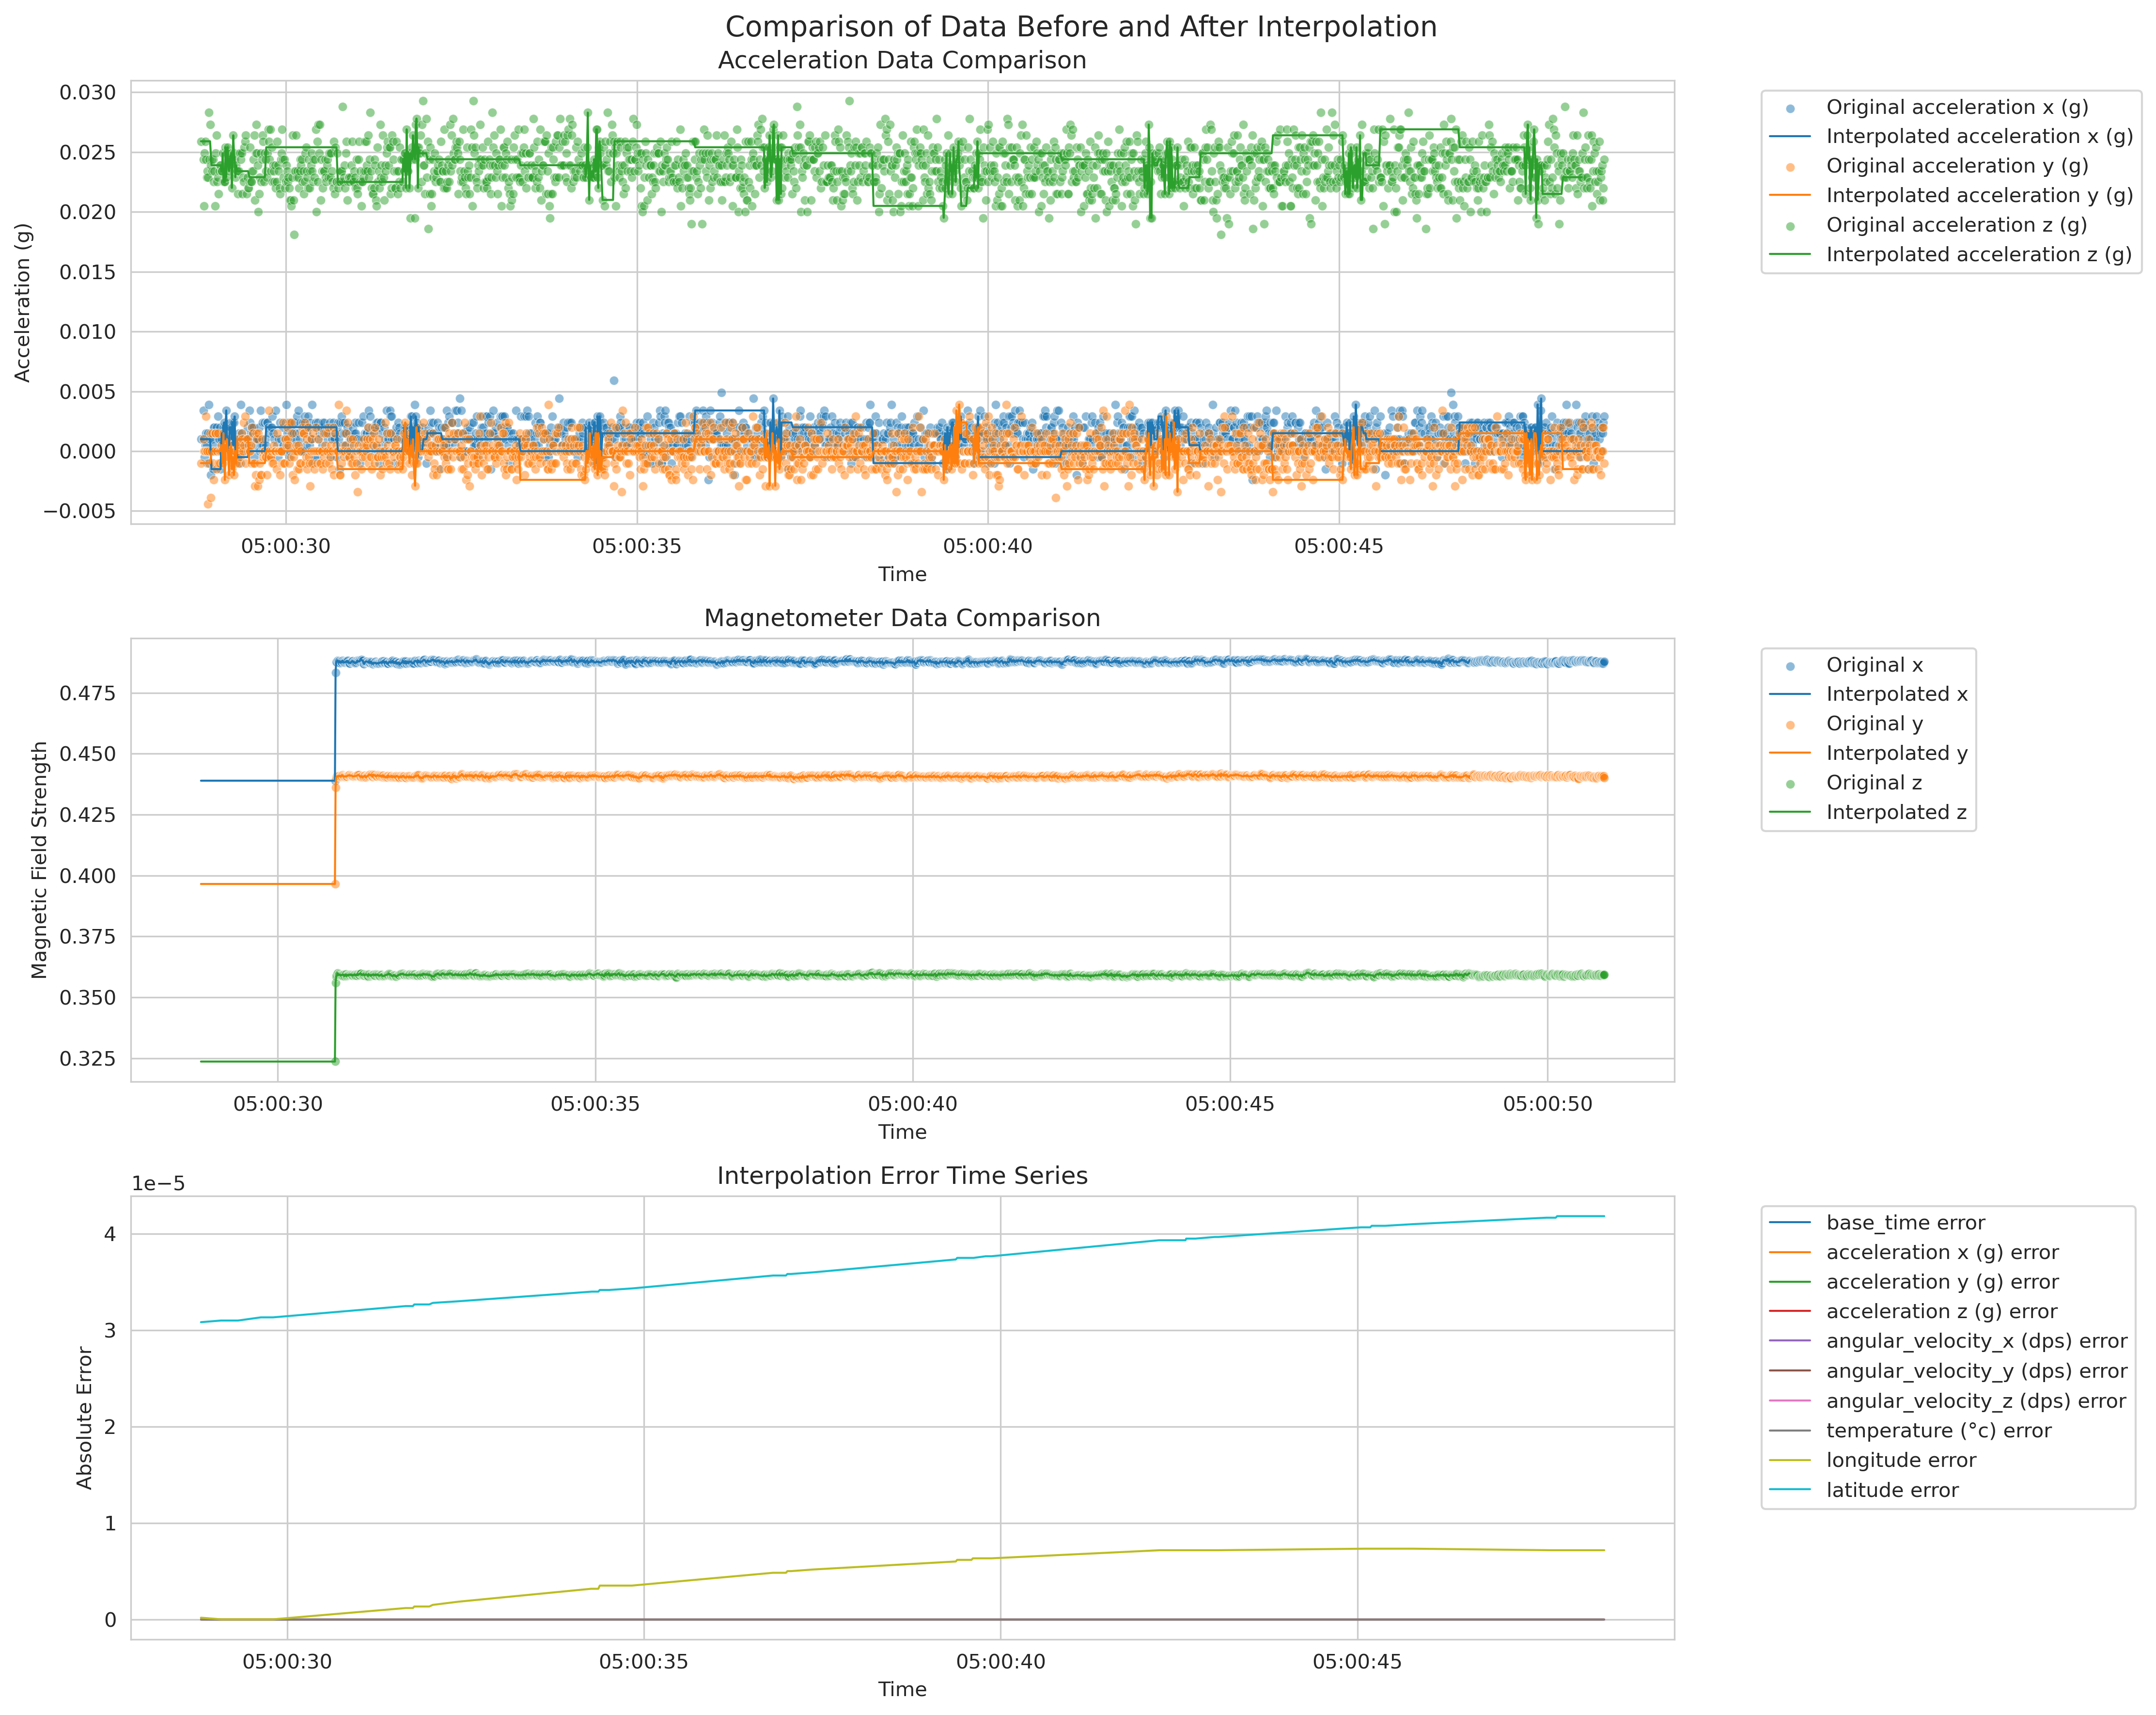 Comparison of Data Before and After Interpolation
Acceleration Data Comparison
0.030
0.025
0.020
0.015
0.010
0.005
0.000
−0.005
Acceleration (g)
05:00:30 05:00:35 05:00:40 05:00:45
Time
Original acceleration x (g)
Interpolated acceleration x (g)
Original acceleration y (g)
Interpolated acceleration y (g)
Original acceleration z (g)
Interpolated acceleration z (g)
Magnetometer Data Comparison
0.475
0.450
0.425
0.400
0.375
0.350
0.325
Magnetic Field Strength
05:00:30 05:00:35 05:00:40 05:00:45 05:00:50
Time
Original x
Interpolated x
Original y
Interpolated y
Original z
Interpolated z
Interpolation Error Time Series
1e−5
4
3
2
1
0
Absolute Error
05:00:30 05:00:35 05:00:40 05:00:45
Time
base_time error
acceleration x (g) error
acceleration y (g) error
acceleration z (g) error
angular_velocity_x (dps) error
angular_velocity_y (dps) error
angular_velocity_z (dps) error
temperature (°c) error
longitude error
latitude error